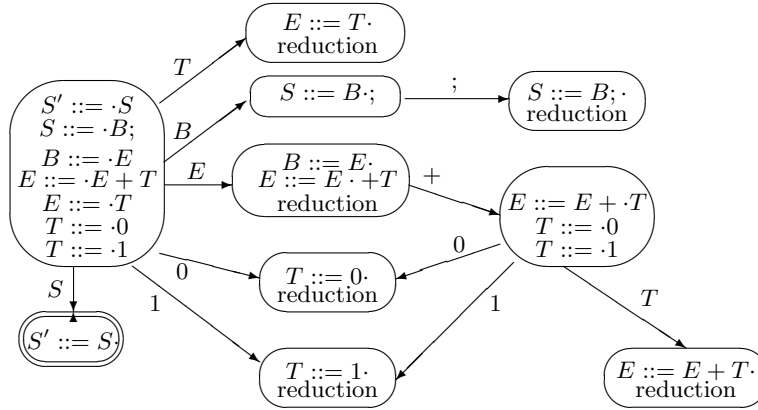 E ::= T·
reduction
T
S' ::= ·S
S ::= ·B;
B ::= ·E
E ::= ·E + T
E ::= ·T
T ::= ·0
T ::= ·1
B
S ::= B·;
;
S ::= B; ·
reduction
E
B ::= E·
E ::= E · +T
reduction
+
E ::= E + ·T
T ::= ·0
T ::= ·1
0
T ::= 0·
reduction
0
S
S' ::= S·
1
T ::= 1·
reduction
1
T
E ::= E + T·
reduction